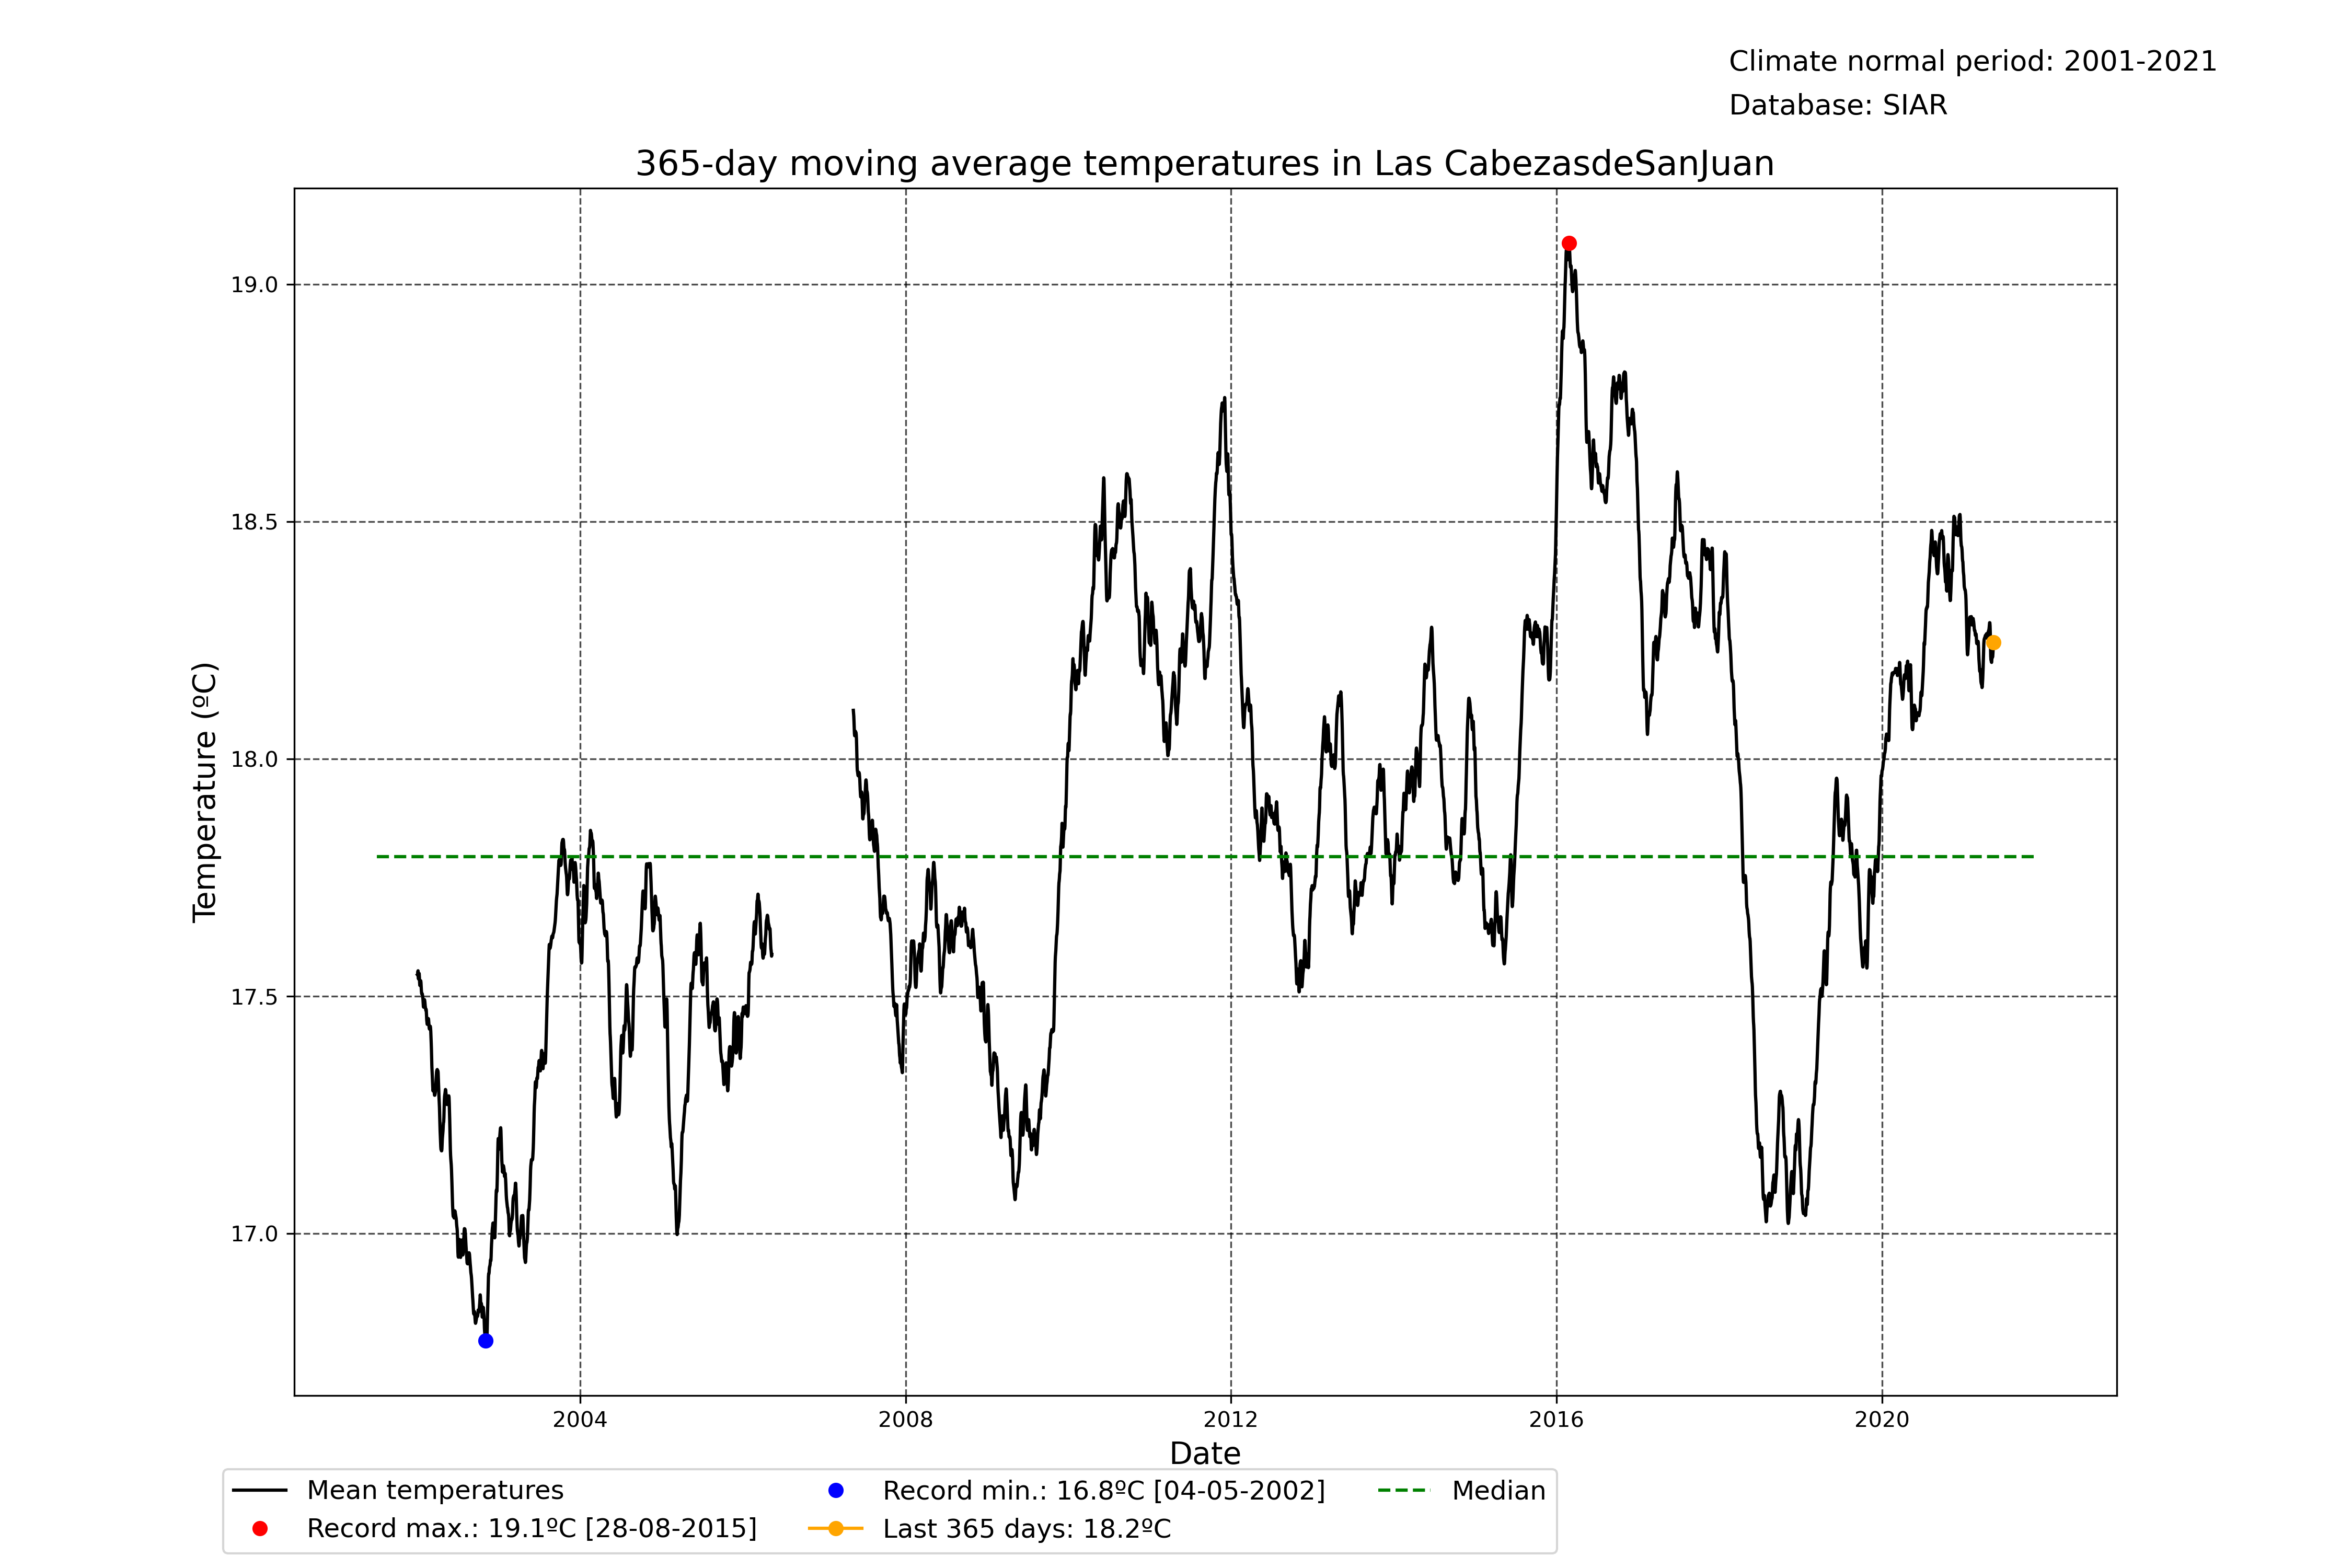 Climate normal period: 2001-2021
Database: SIAR
365-day moving average temperatures in Las CabezasdeSanJuan
19.0
18.5
18.0
17.5
17.0
Temperature (ºC)
2004 2008 2012 2016 2020
Date
Mean temperatures
Record max.: 19.1ºC [28-08-2015]
Record min.: 16.8ºC [04-05-2002]
Last 365 days: 18.2ºC
Median